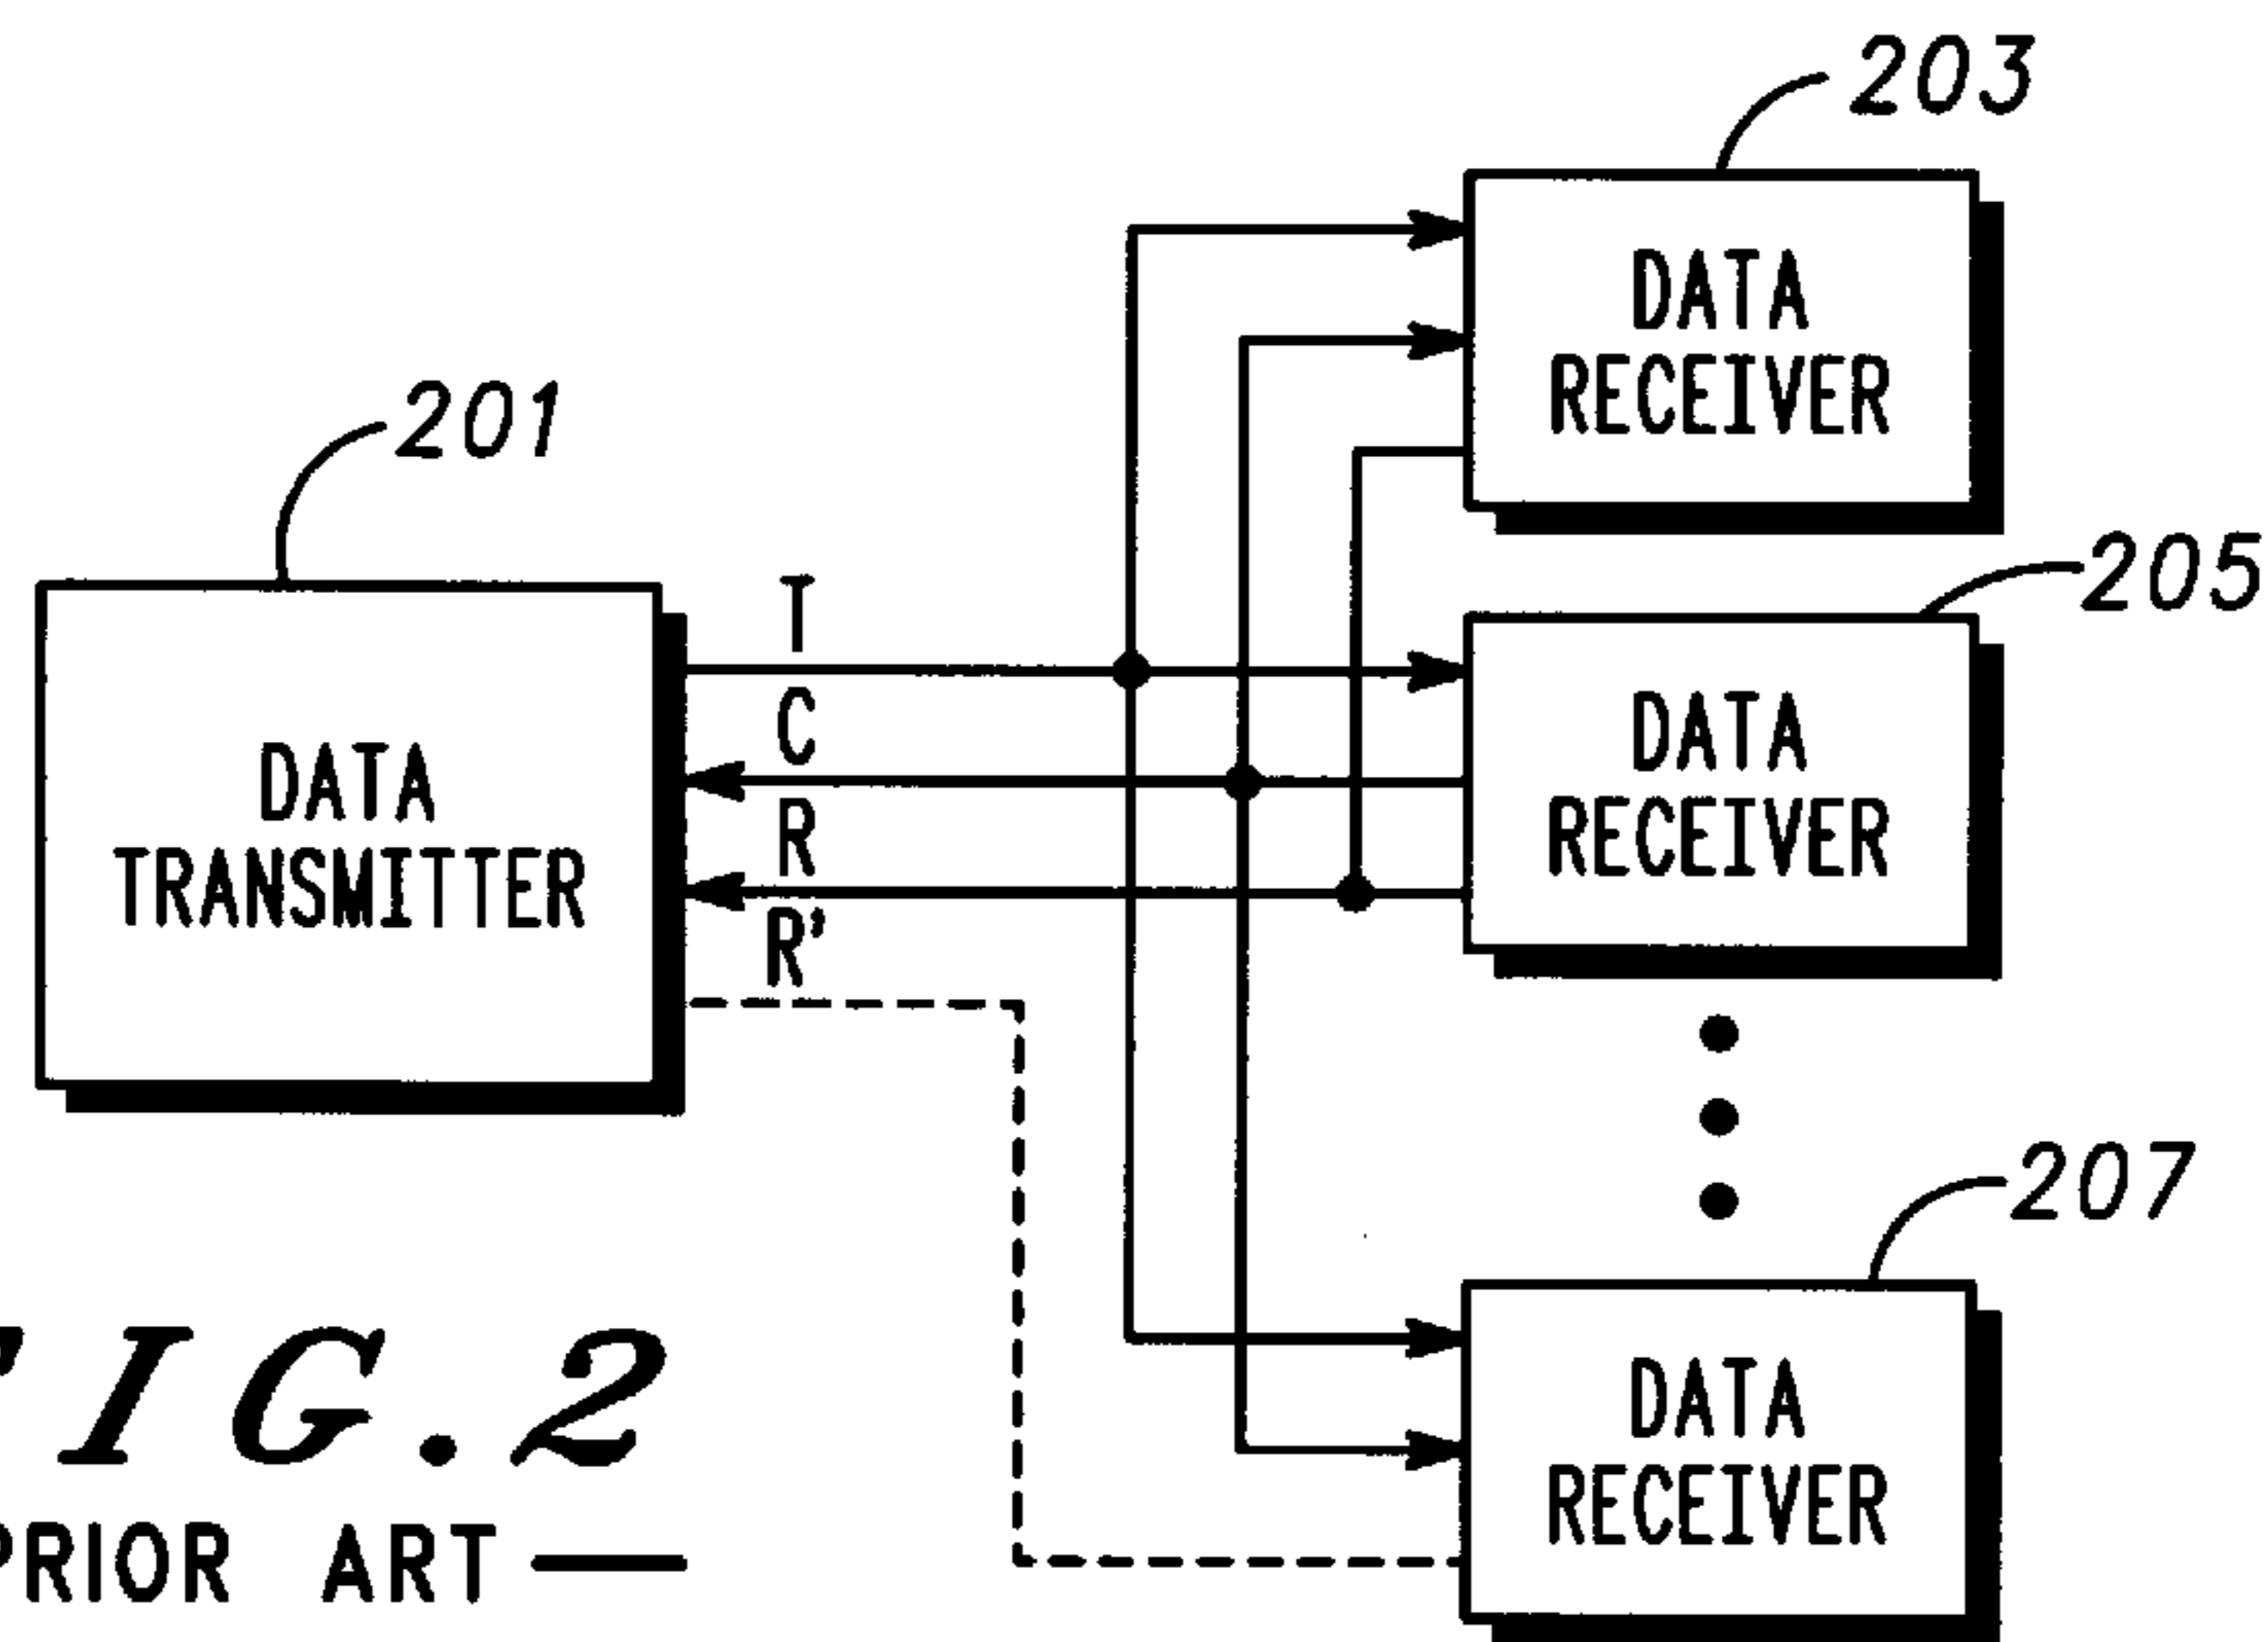 203
DATA
RECEIVER
201
205
T
C
R
R'
DATA
TRANSMITTER
DATA
RECEIVER
207
DATA
RECEIVER
IG.2
PRIOR ART —